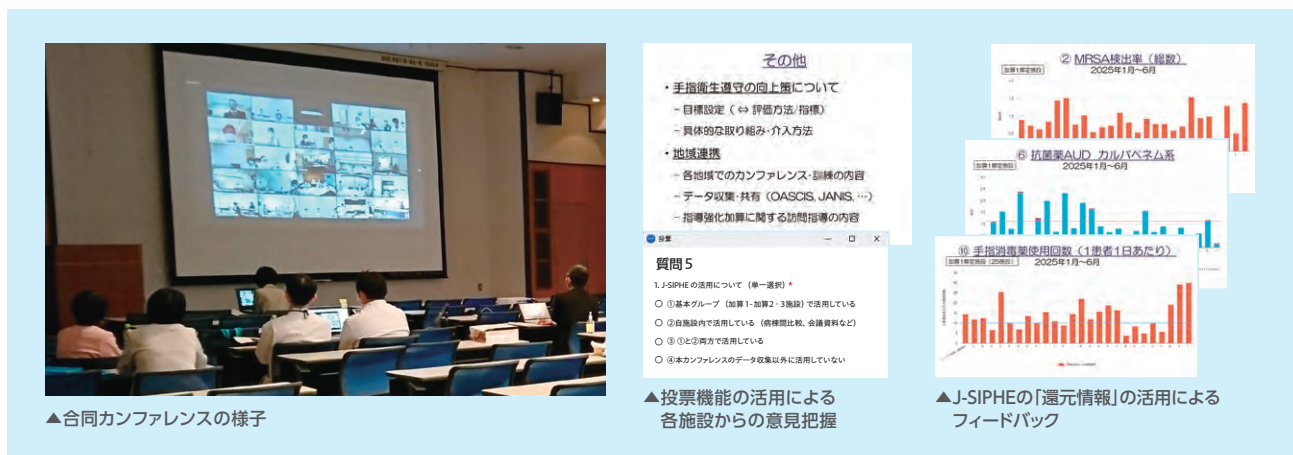 ▲合同カンファレンスの様子
その他
・手指衛生遵守の向上策について
－目標設定（⇔ 評価方法/指標）
－具体的な取り組み・介入方法
・地域連携
－各地域でのカンファレンス・訓練の内容
－データ収集・共有（OASCIS, JANIS, …）
－指導強化加算に関する訪問指導の内容
投票
質問5
1. J-SIPHEの活用について（単一選択）*
①基本グループ（加算1-加算2・3施設）で活用している
②自施設内で活用している（病棟間比較、会議資料など）
③ ①と②両方で活用している
④本カンファレンスのデータ収集以外に活用していない
▲投票機能の活用による
各施設からの意見把握
② MRSA検出率（総数）
2025年1月～6月
⑥ 抗菌薬AUD カルバペネム系
2025年1月～6月
⑩ 手指消毒薬使用回数（1患者1日あたり）
2025年1月～6月
▲J-SIPHEの「還元情報」の活用による
フィードバック